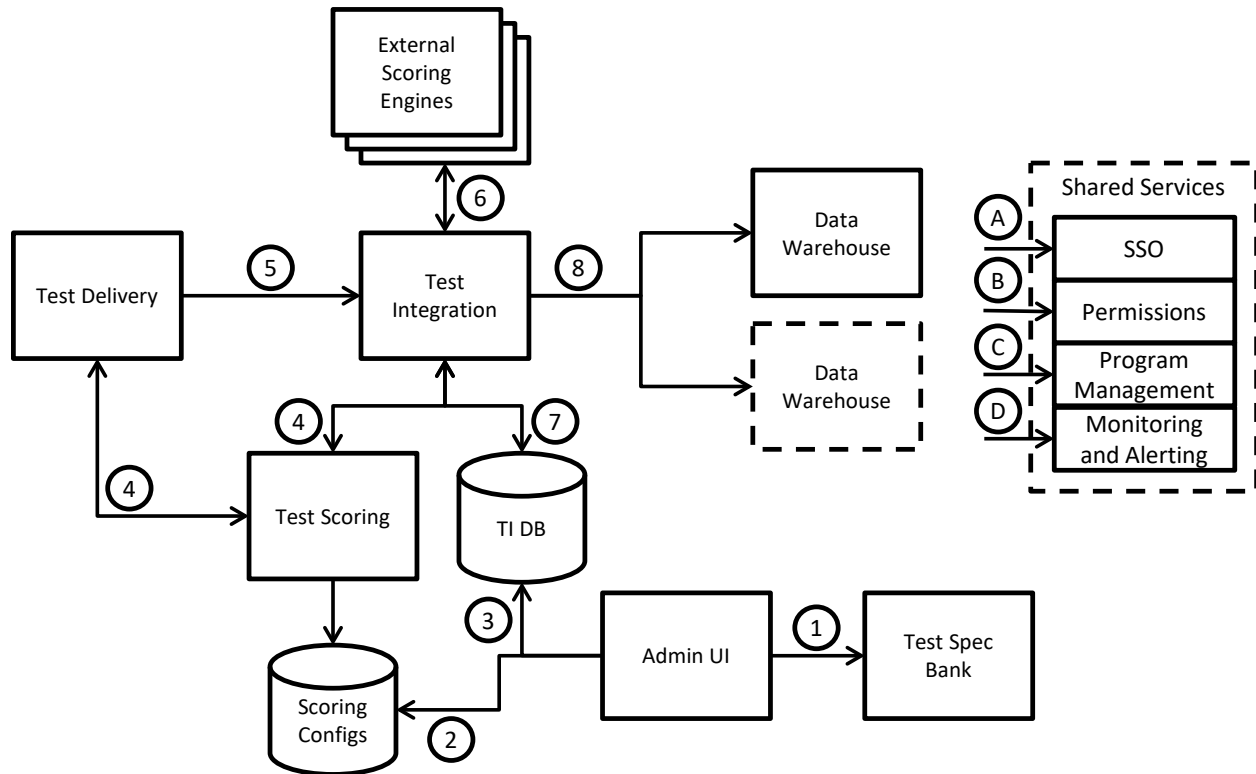 External
Scoring
Engines
6
Test Delivery
5
Test
Integration
8
Data
Warehouse
Data
Warehouse
Shared Services
A
SSO
B
Permissions
C
Program
Management
D
Monitoring
and Alerting
4
7
4
Test Scoring
TI DB
3
Admin UI
1
Test Spec
Bank
Scoring
Configs
2